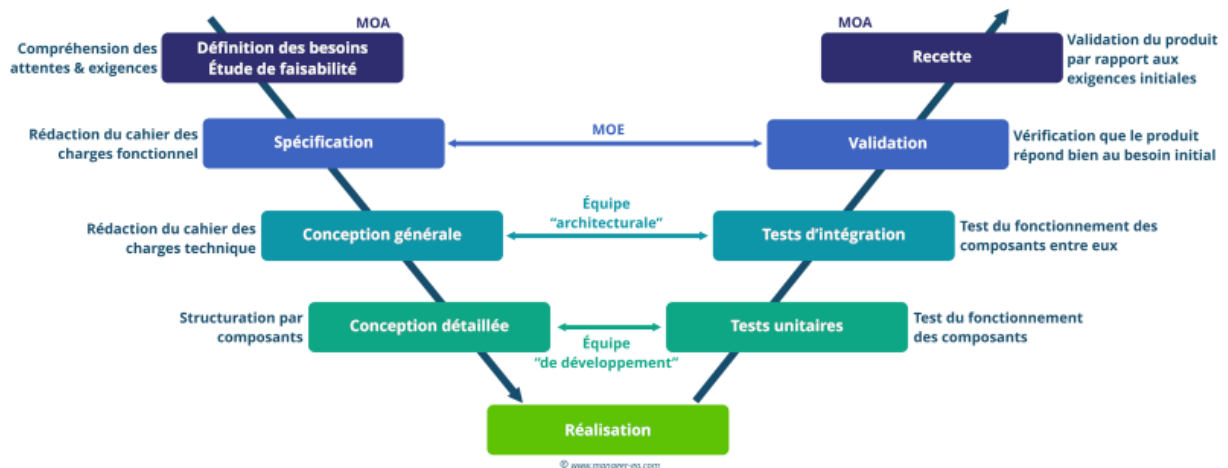 MOA
MOA
Compréhension des
attentes & exigences
Définition des besoins
Étude de faisabilité
Recette
Validation du produit
par rapport aux
exigences initiales
Rédaction du cahier des
charges fonctionnel
Spécification
MOE
Validation
Vérification que le produit
répond bien au besoin initial
Rédaction du cahier des
charges technique
Conception générale
Équipe
“architecturale”
Tests d’intégration
Test du fonctionnement des
composants entre eux
Structuration par
composants
Conception détaillée
Équipe
“de développement”
Tests unitaires
Test du fonctionnement
des composants
Réalisation